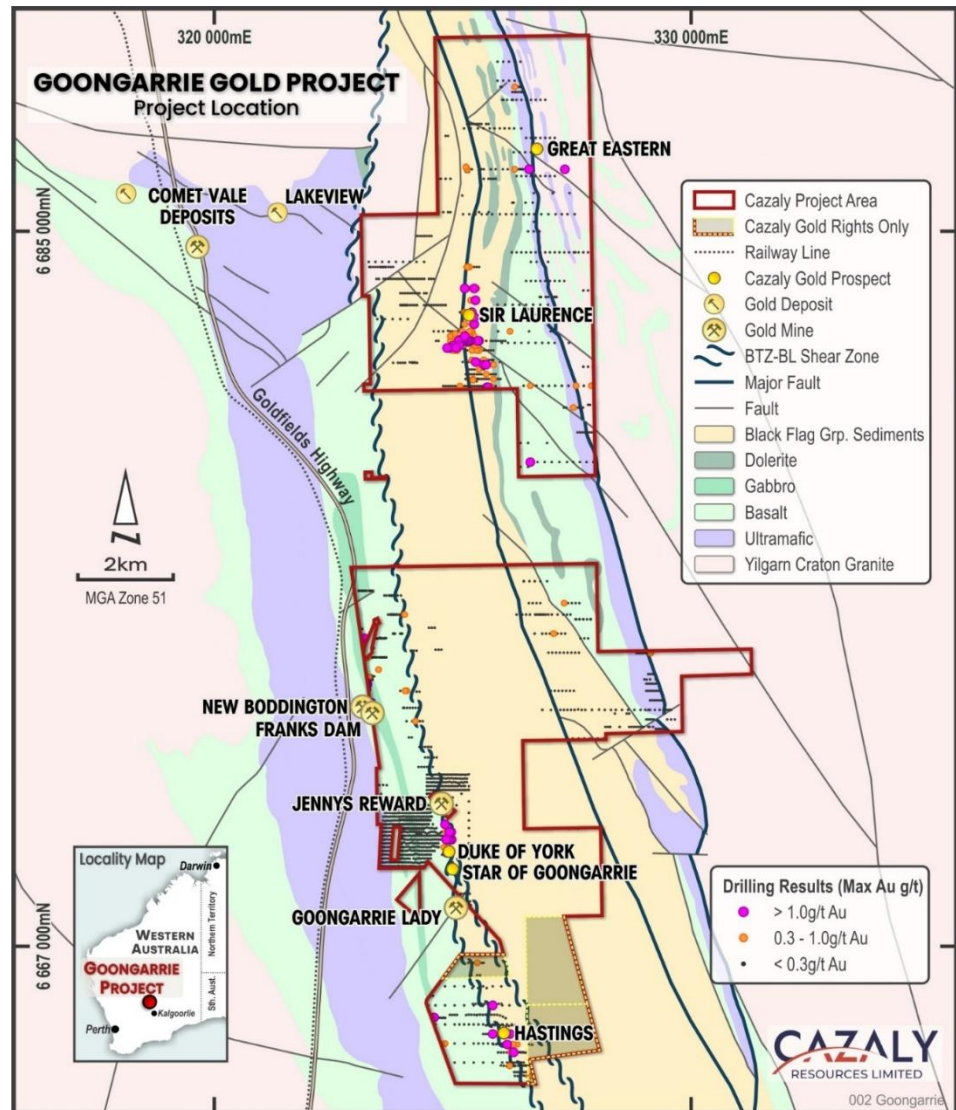 320 000mE
330 000mE
GOONGARRIE GOLD PROJECT
Project Location
GREAT EASTERN
COMET VALE
DEPOSITS
LAKEVIEW
6 685 000mN
SIR LAURENCE
Goldfields Highway
Cazaly Project Area
Cazaly Gold Rights Only
Railway Line
Cazaly Gold Prospect
Gold Deposit
Gold Mine
BTZ-BL Shear Zone
Major Fault
Fault
Black Flag Grp. Sediments
Dolerite
Gabbro
Basalt
Ultramafic
Yilgarn Craton Granite
N
2km
MGA Zone 51
NEW BODDINGTON
FRANKS DAM
JENNYS REWARD
DUKE OF YORK
STAR OF GOONGARRIE
GOONGARRIE LADY
6 667 000mN
HASTINGS
Locality Map
Darwin
WESTERN
AUSTRALIA
Northern Territory
GOONGARRIE
PROJECT
Sth. Aust.
Kalgoorlie
Perth
Drilling Results (Max Au g/t)
> 1.0g/t Au
0.3 - 1.0g/t Au
< 0.3g/t Au
CAZALY
RESOURCES LIMITED
002 Goongarrie